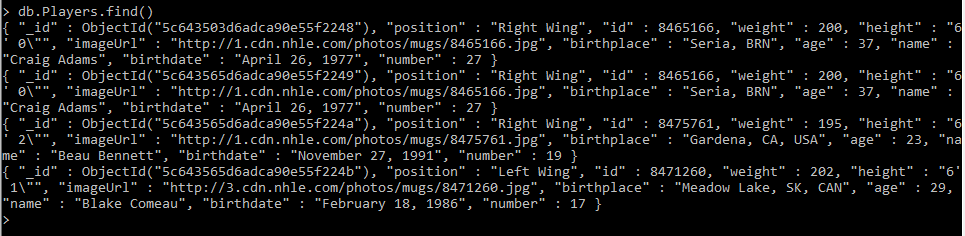 > db.Players.find()
{ "_id" : ObjectId("5c643503d6adca90e55f2248"), "position" : "Right Wing", "id" : 8465166, "weight" : 200, "height" : "6
' 0\"", "imageUrl" : "http://1.cdn.nhle.com/photos/mugs/8465166.jpg", "birthplace" : "Seria, BRN", "age" : 37, "name" :
"Craig Adams", "birthdate" : "April 26, 1977", "number" : 27 }
{ "_id" : ObjectId("5c643565d6adca90e55f2249"), "position" : "Right Wing", "id" : 8465166, "weight" : 200, "height" : "6
' 0\"", "imageUrl" : "http://1.cdn.nhle.com/photos/mugs/8465166.jpg", "birthplace" : "Seria, BRN", "age" : 37, "name" :
"Craig Adams", "birthdate" : "April 26, 1977", "number" : 27 }
{ "_id" : ObjectId("5c643565d6adca90e55f224a"), "position" : "Right Wing", "id" : 8475761, "weight" : 195, "height" : "6
' 2\"", "imageUrl" : "http://1.cdn.nhle.com/photos/mugs/8475761.jpg", "birthplace" : "Gardena, CA, USA", "age" : 23, "na
me" : "Beau Bennett", "birthdate" : "November 27, 1991", "number" : 19 }
{ "_id" : ObjectId("5c643565d6adca90e55f224b"), "position" : "Left Wing", "id" : 8471260, "weight" : 202, "height" : "6'
 1\"", "imageUrl" : "http://3.cdn.nhle.com/photos/mugs/8471260.jpg", "birthplace" : "Meadow Lake, SK, CAN", "age" : 29,
"name" : "Blake Comeau", "birthdate" : "February 18, 1986", "number" : 17 }
>